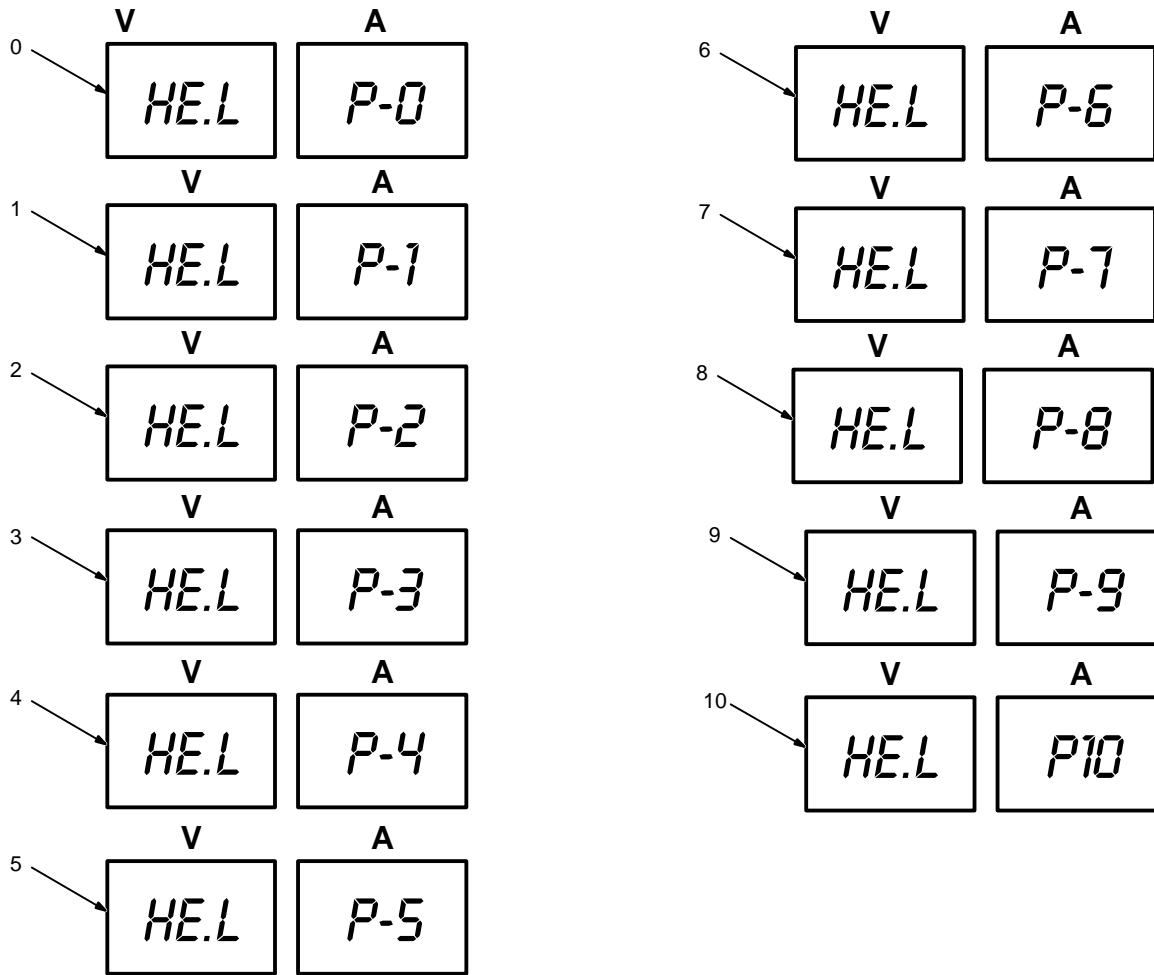 V A
0 HE.L P-0
V A
1 HE.L P-1
V A
2 HE.L P-2
V A
3 HE.L P-3
V A
4 HE.L P-4
V A
5 HE.L P-5
V A
6 HE.L P-6
V A
7 HE.L P-7
V A
8 HE.L P-8
V A
9 HE.L P-9
V A
10 HE.L P10